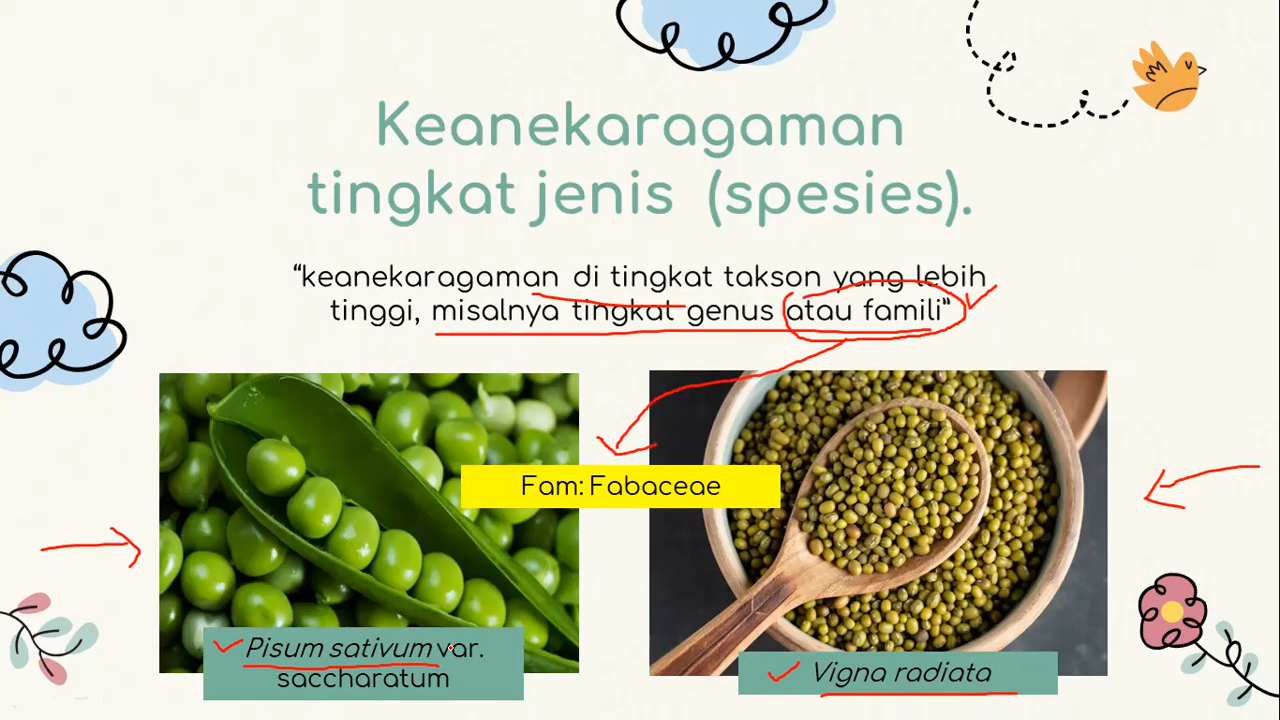 Keanekaragaman
tingkat jenis (spesies).
“keanekaragaman di tingkat takson yang lebih
tinggi, misalnya tingkat genus atau famili”
Fam: Fabaceae
Pisum sativum var.
saccharatum
Vigna radiata